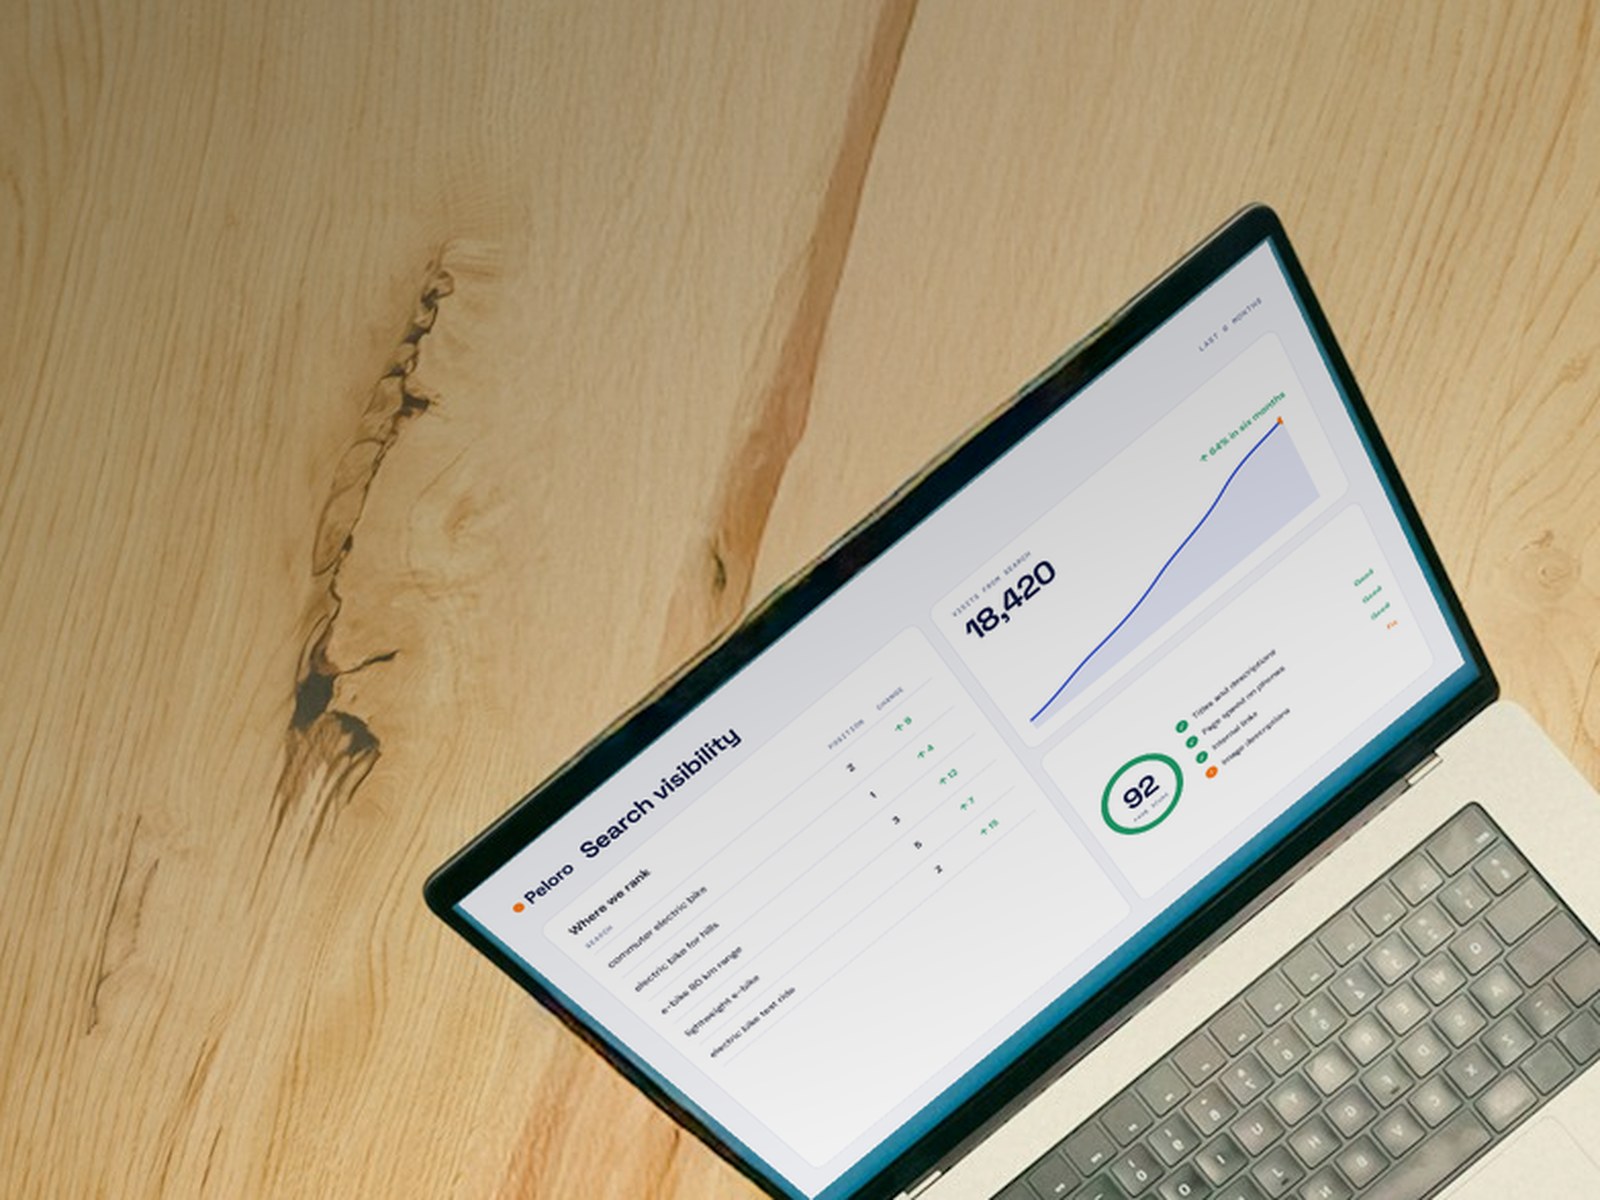 Peloro Search visibility
LAST 6 MONTHS
Where we rank
SEARCH POSITION CHANGE
commuter electric bike 2 ↑ 9
electric bike for hills 1 ↑ 4
e-bike 80 km range 3 ↑ 12
lightweight e-bike 5 ↑ 7
electric bike test ride 2 ↑ 15
VISITS FROM SEARCH
18,420
↑ 64% in six months
92
PAGE SCORE
Titles and descriptions Good
Page speed on phones Good
Internal links Good
Image descriptions Fix